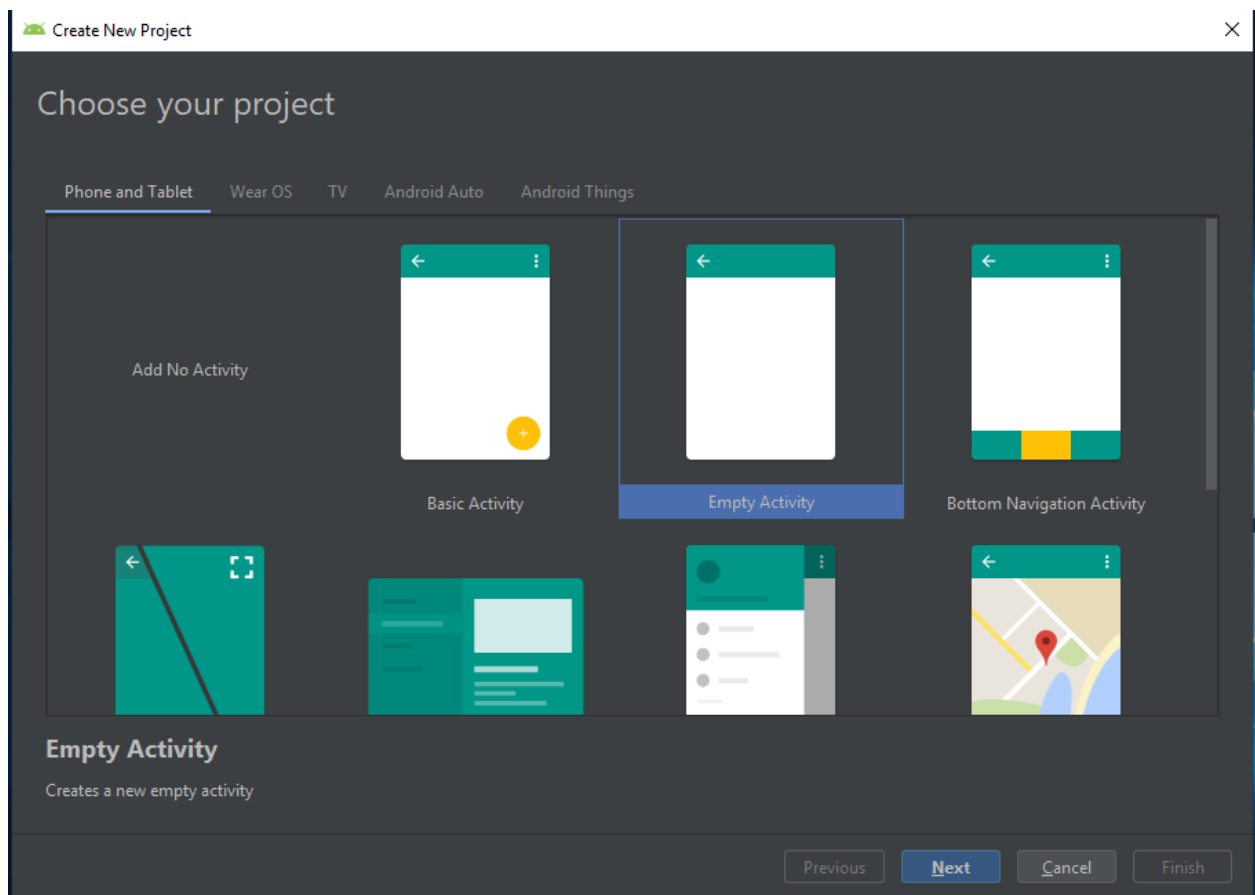 Create New Project
Choose your project
Phone and Tablet Wear OS TV Android Auto Android Things
Add No Activity
Basic Activity Empty Activity Bottom Navigation Activity
Empty Activity
Creates a new empty activity
Previous Next Cancel Finish